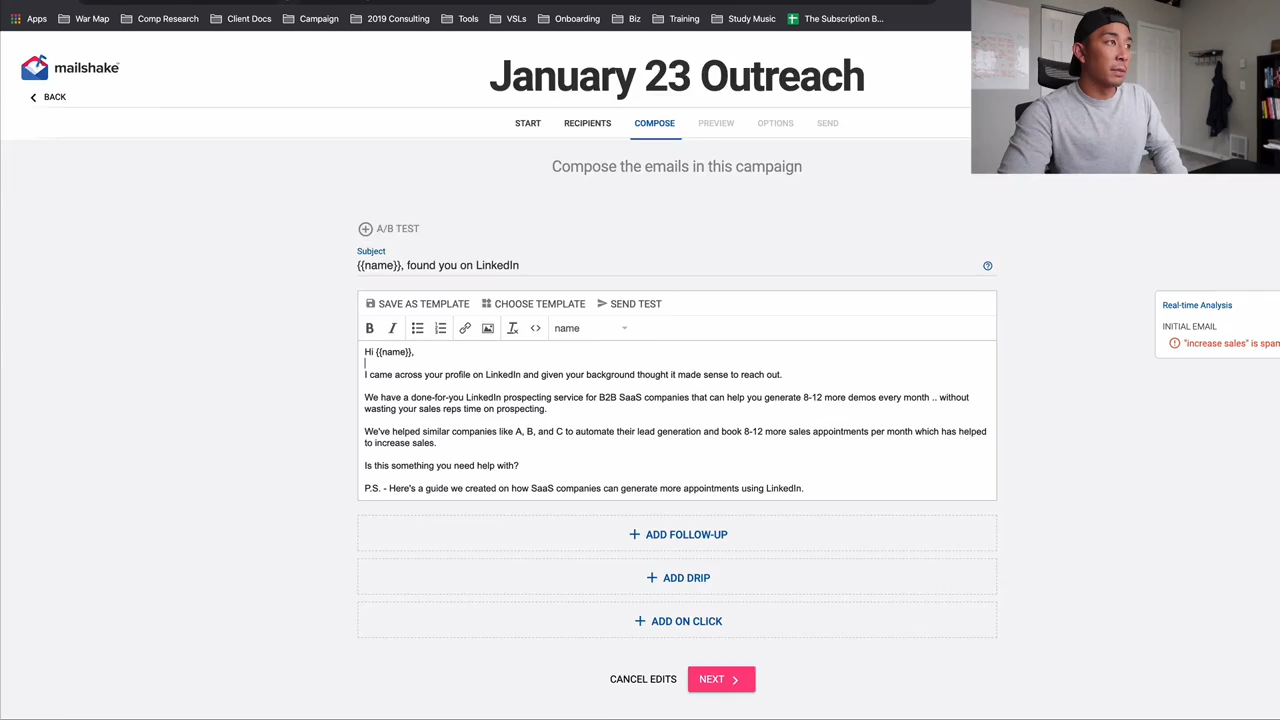 Apps War Map Comp Research Client Docs Campaign 2019 Consulting Tools VSLs Onboarding Biz Training Study Music The Subscription B...
mailshake
BACK
January 23 Outreach
START RECIPIENTS COMPOSE PREVIEW OPTIONS SEND
Compose the emails in this campaign
A/B TEST
Subject
{{name}}, found you on LinkedIn
SAVE AS TEMPLATE CHOOSE TEMPLATE SEND TEST
B I name
Hi {{name}},
I came across your profile on LinkedIn and given your background thought it made sense to reach out.
We have a done-for-you LinkedIn prospecting service for B2B SaaS companies that can help you generate 8-12 more demos every month .. without
wasting your sales reps time on prospecting.
We've helped similar companies like A, B, and C to automate their lead generation and book 8-12 more sales appointments per month which has helped
to increase sales.
Is this something you need help with?
P.S. - Here's a guide we created on how SaaS companies can generate more appointments using LinkedIn.
Real-time Analysis
INITIAL EMAIL
"increase sales" is spam
+ ADD FOLLOW-UP
+ ADD DRIP
+ ADD ON CLICK
CANCEL EDITS NEXT